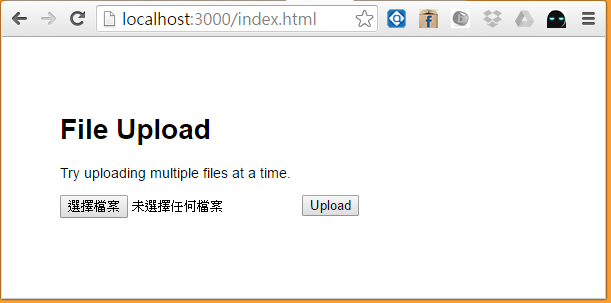 localhost:3000/index.html
File Upload
Try uploading multiple files at a time.
選擇檔案 未選擇任何檔案 Upload